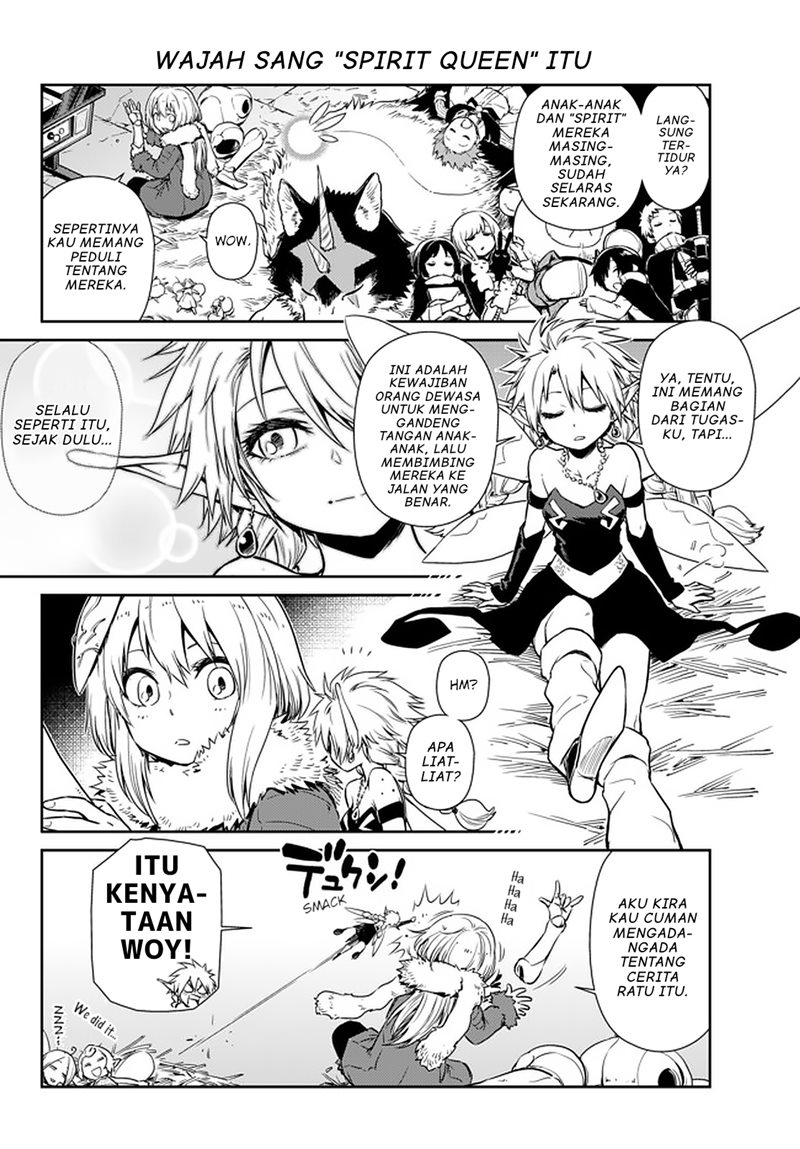 WAJAH SANG "SPIRIT QUEEN" ITU
LANG-
SUNG
TER-
TIDUR
YA?
ANAK-ANAK
DAN "SPIRIT"
MEREKA
MASING-
MASING,
SUDAH
SELARAS
SEKARANG.
WOW.
SEPERTINYA
KAU MEMANG
PEDULI
TENTANG
MEREKA.
YA, TENTU,
INI MEMANG
BAGIAN
DARI TUGAS-
KU, TAPI...
INI ADALAH
KEWAJIBAN
ORANG DEWASA
UNTUK MENG-
GANDENG
TANGAN ANAK-
ANAK, LALU
MEMBIMBING
MEREKA KE
JALAN YANG
BENAR.
SELALU
SEPERTI ITU,
SEJAK DULU...
HM?
APA
LIAT-
LIAT?
AKU KIRA
KAU CUMAN
MENGADA-
NGADA
TENTANG
CERITA
RATU ITU.
Ha
Ha
Ha
Ha
デュクシ!
SMACK
ITU
KENYA-
TAAN
WOY!
We did it..
ZZZ...